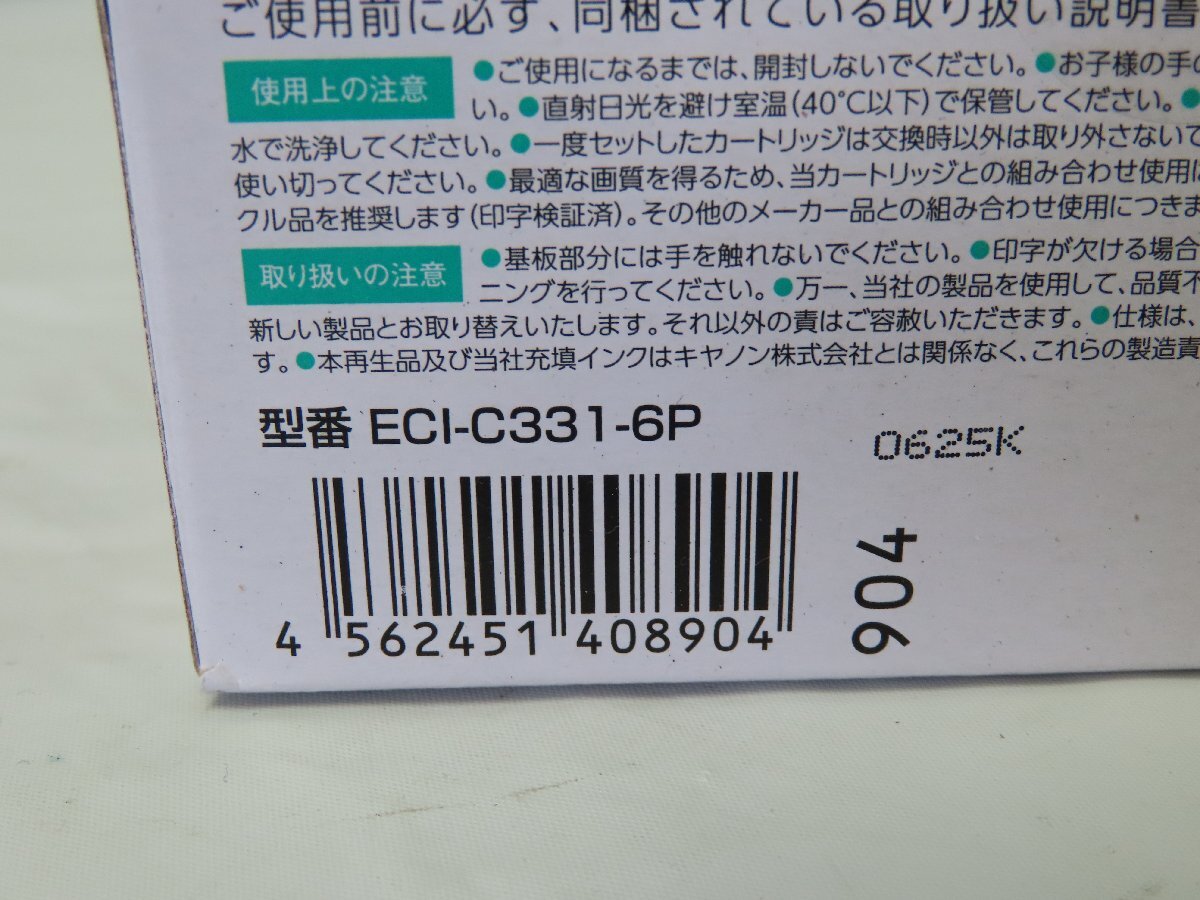 ご使用前に必ず、同梱されている取り扱い説明書
使用上の注意 ●ご使用になるまでは、開封しないでください。●お子様の手の
い。●直射日光を避け室温(40℃以下)で保管してください。●
水で洗浄してください。●一度セットしたカートリッジは交換時以外は取り外さないで
使い切ってください。●最適な画質を得るため、当カートリッジとの組み合わせ使用に
クル品を推奨します(印字検証済)。その他のメーカー品との組み合わせ使用につきま
取り扱いの注意 ●基板部分には手を触れないでください。●印字が欠ける場合
ニングを行ってください。●万一、当社の製品を使用して、品質不
新しい製品とお取り替えいたします。それ以外の責はご容赦いただきます。●仕様は、
す。●本再生品及び当社充填インクはキヤノン株式会社とは関係なく、これらの製造責
型番 ECI-C331-6P
0625K
4 562451 408904
904